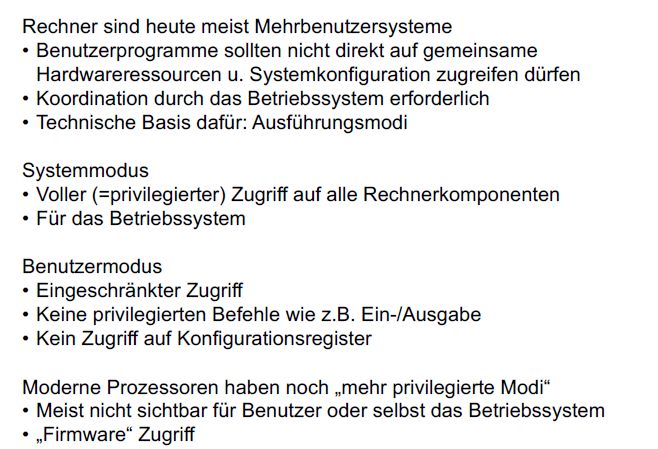 Rechner sind heute meist Mehrbenutzersysteme
• Benutzerprogramme sollten nicht direkt auf gemeinsame
Hardwareressourcen u. Systemkonfiguration zugreifen dürfen
• Koordination durch das Betriebssystem erforderlich
• Technische Basis dafür: Ausführungsmodi
Systemmodus
• Voller (=privilegierter) Zugriff auf alle Rechnerkomponenten
• Für das Betriebssystem
Benutzermodus
• Eingeschränkter Zugriff
• Keine privilegierten Befehle wie z.B. Ein-/Ausgabe
• Kein Zugriff auf Konfigurationsregister
Moderne Prozessoren haben noch „mehr privilegierte Modi“
• Meist nicht sichtbar für Benutzer oder selbst das Betriebssystem
• „Firmware“ Zugriff